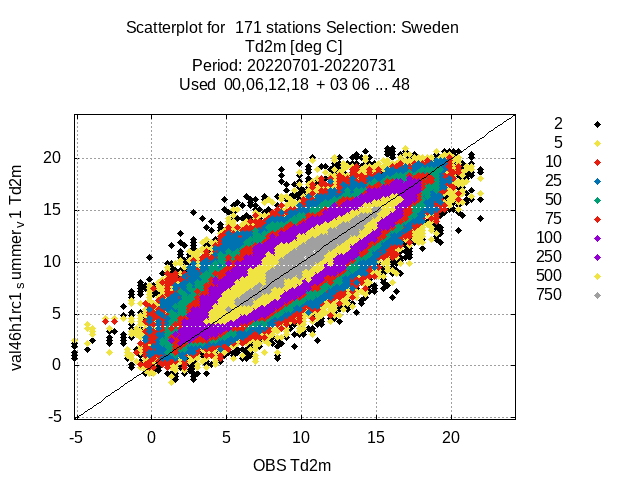 Scatterplot for 171 stations Selection: Sweden
Td2m [deg C]
Period: 20220701-20220731
Used 00,06,12,18 + 03 06 ... 48
val46h1rc1 summerv1 Td2m
20
15
10
5
0
-5
-5 0 5 10 15 20
OBS Td2m
2
5
10
25
50
75
100
250
500
750